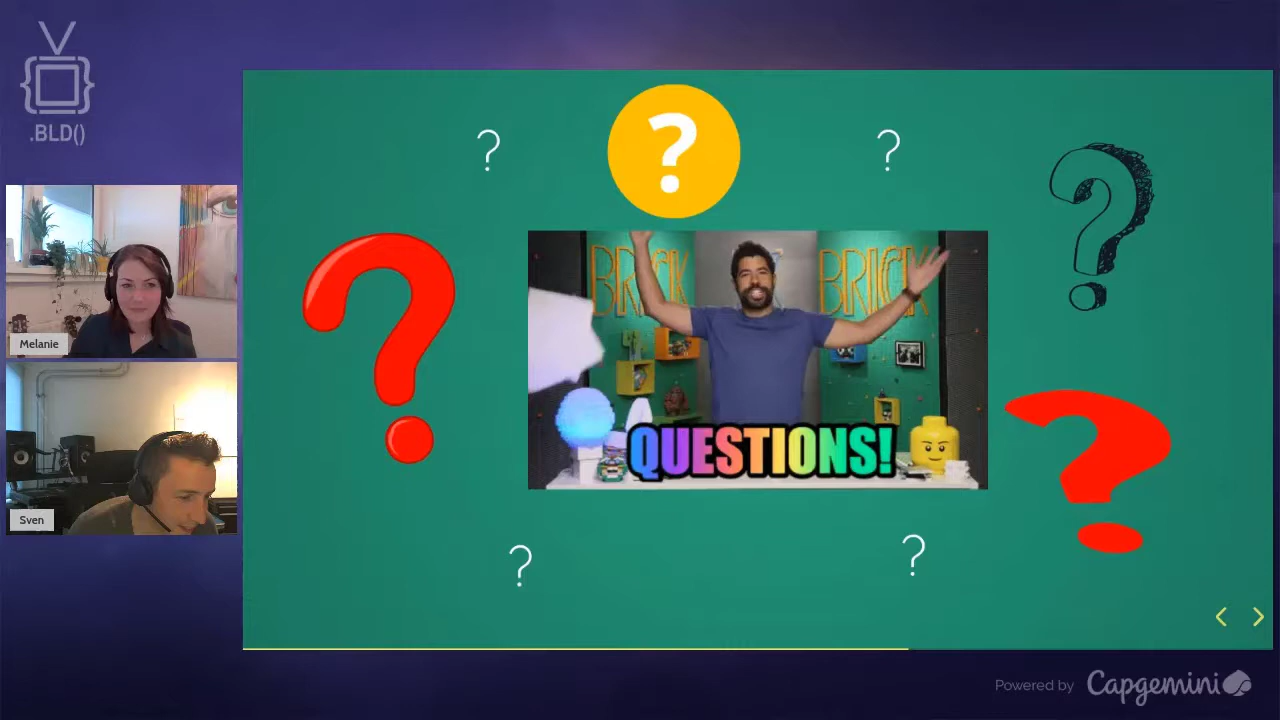 .BLD()
?
?
?
?
?
?
BRICK
BRICK
QUESTIONS!
Melanie
Sven
?
?
Powered by Capgemini